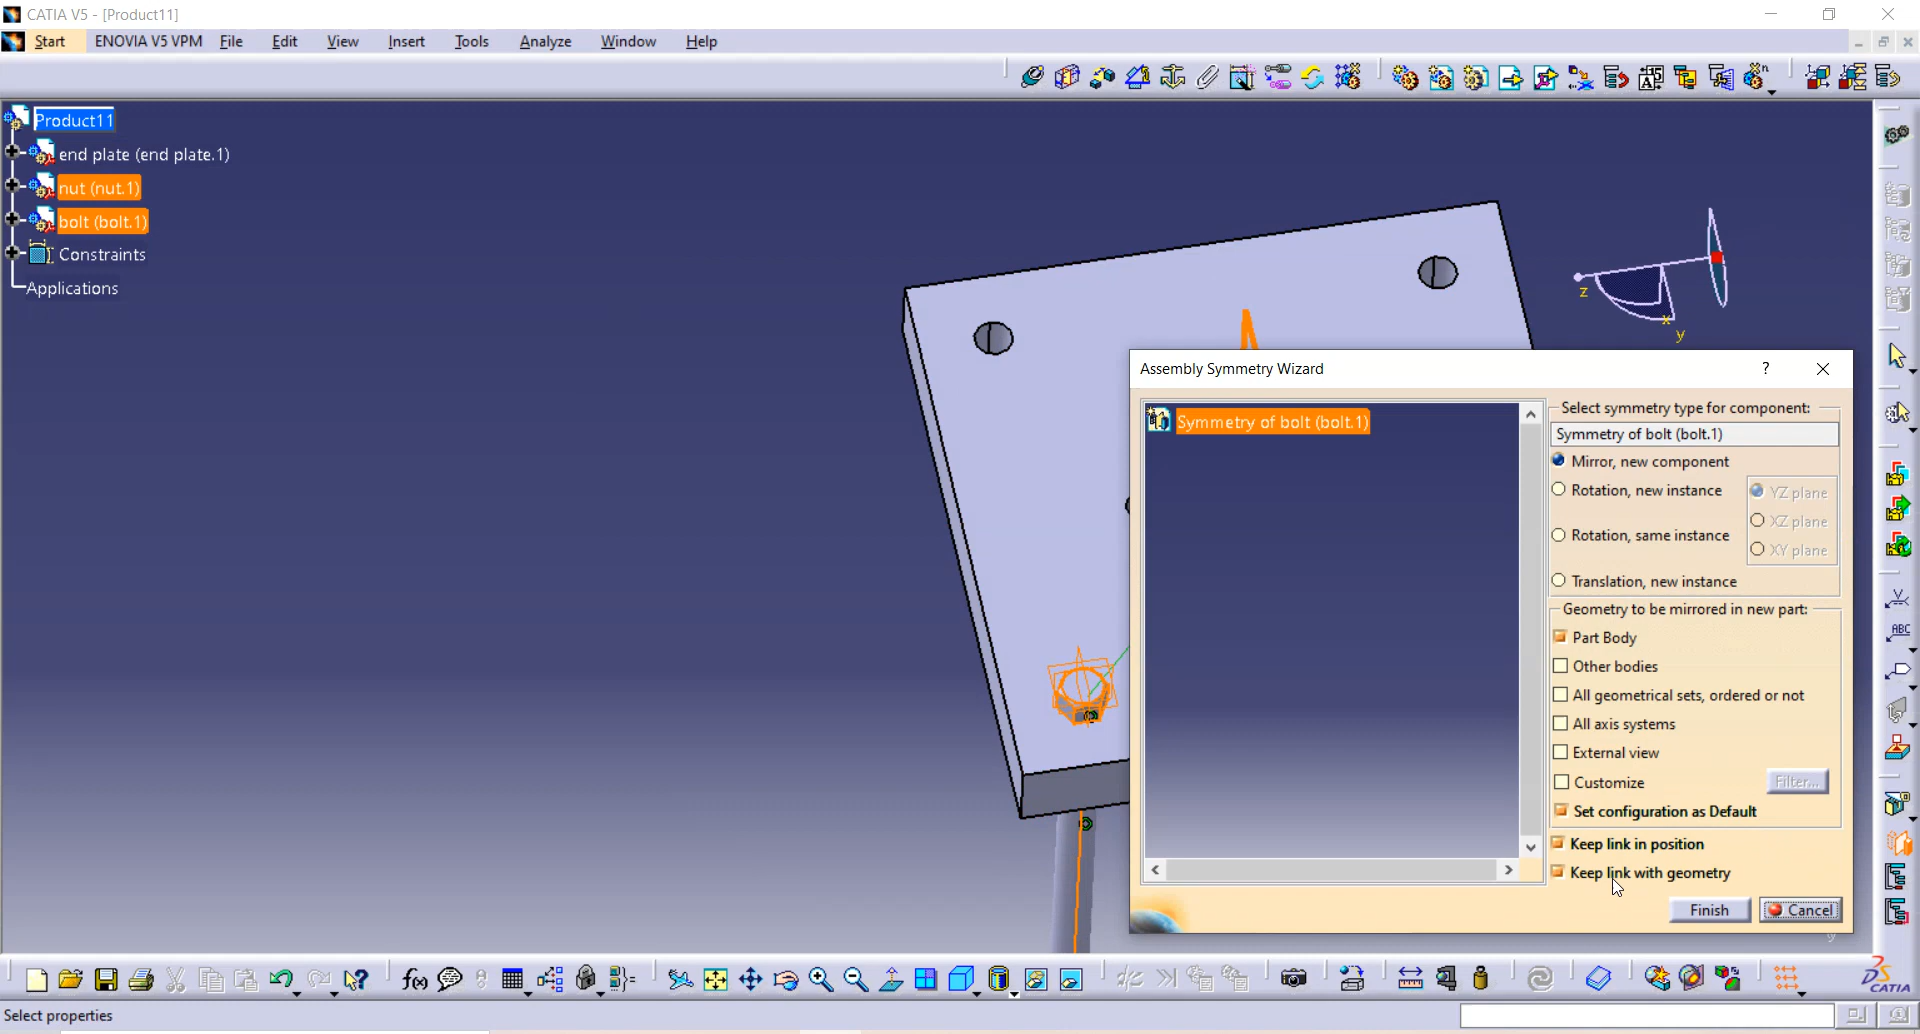 CATIA V5 - [Product11]
Start ENOVIA V5 VPM File Edit View Insert Tools Analyze Window Help
Product11
end plate (end plate.1)
nut (nut.1)
bolt (bolt.1)
Constraints
Applications
z
x
y
Assembly Symmetry Wizard
?
Symmetry of bolt (bolt.1)
Select symmetry type for component:
Symmetry of bolt (bolt.1)
Mirror, new component
Rotation, new instance
YZ plane
XZ plane
Rotation, same instance
XY plane
Translation, new instance
Geometry to be mirrored in new part:
Part Body
Other bodies
All geometrical sets, ordered or not
All axis systems
External view
Customize
Filter...
Set configuration as Default
Keep link in position
Keep link with geometry
Finish
Cancel
ABC
f(x)
CATIA
Select properties